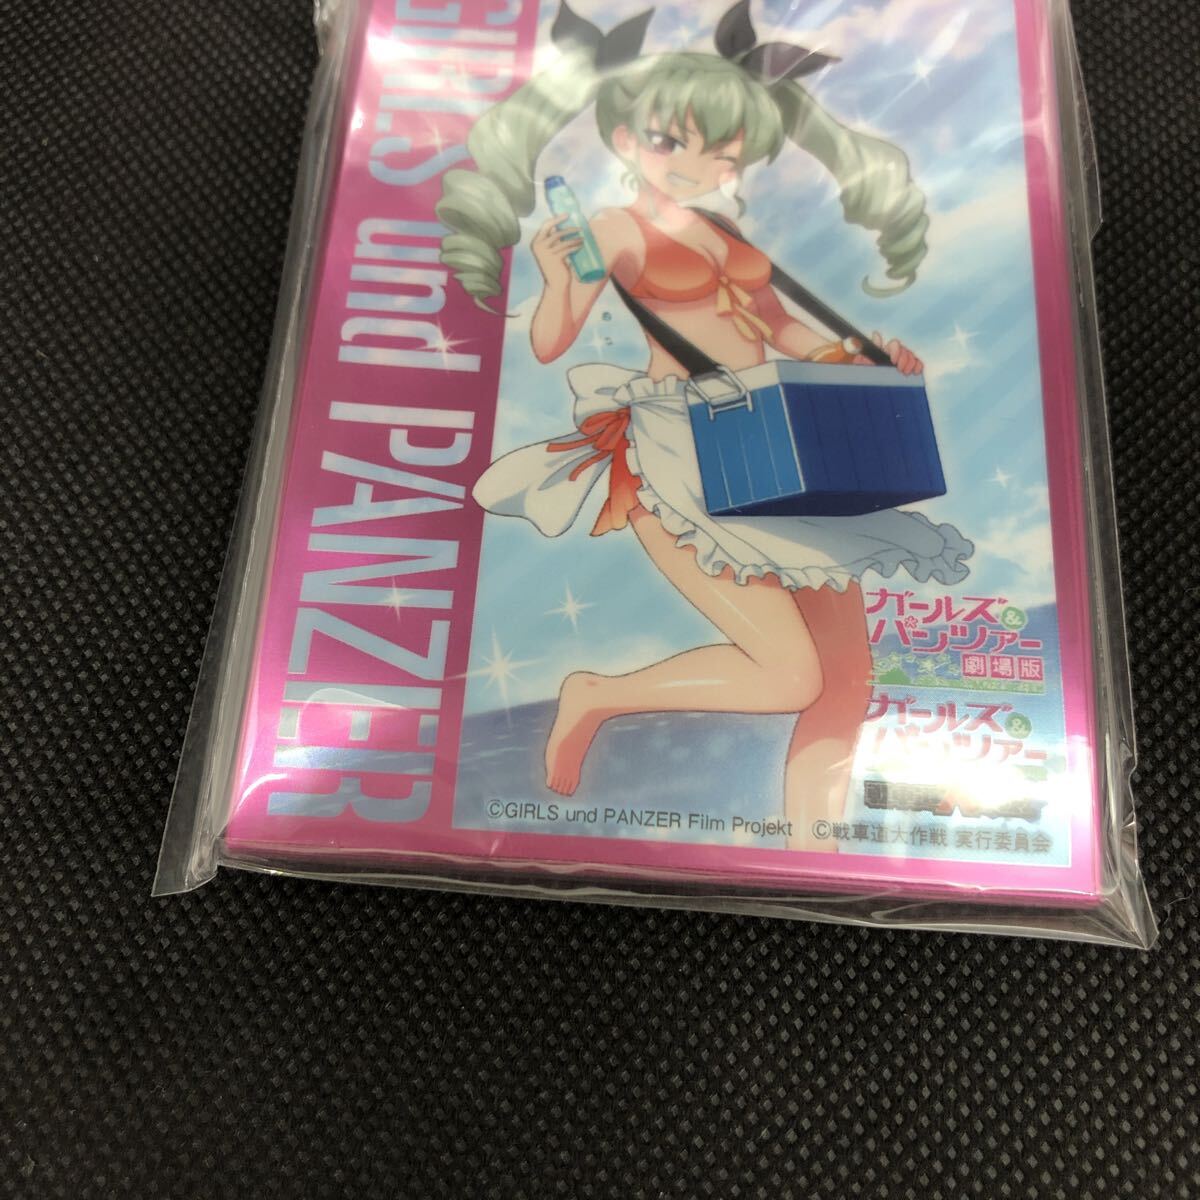 GIRLS und PANZER
ガールズ&
パンツァー
劇場版
ガールズ&
パンツァー
©GIRLS und PANZER Film Projekt ©戦車道大作戦 実行委員会